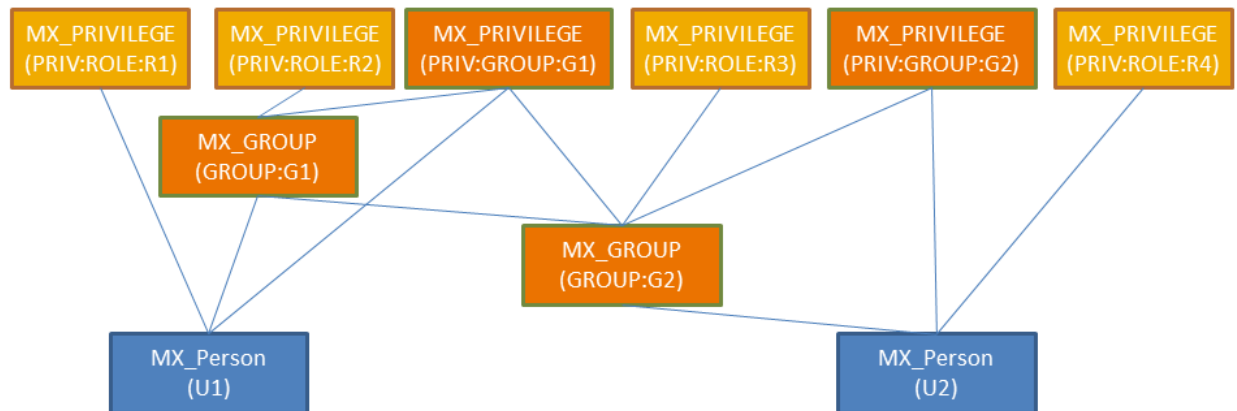 MX_PRIVILEGE
(PRIV:ROLE:R1)
MX_PRIVILEGE
(PRIV:ROLE:R2)
MX_PRIVILEGE
(PRIV:GROUP:G1)
MX_PRIVILEGE
(PRIV:ROLE:R3)
MX_PRIVILEGE
(PRIV:GROUP:G2)
MX_PRIVILEGE
(PRIV:ROLE:R4)
MX_GROUP
(GROUP:G1)
MX_GROUP
(GROUP:G2)
MX_Person
(U1)
MX_Person
(U2)